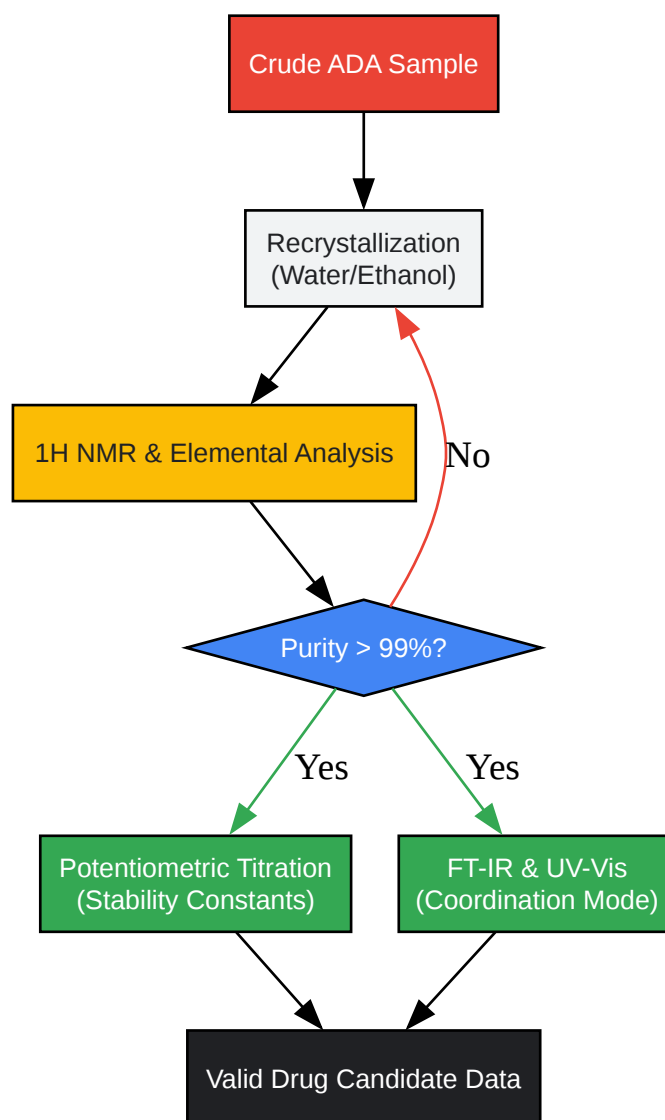 Crude ADA Sample
Recrystallization
(Water/Ethanol)
1H NMR & Elemental Analysis
No
Purity > 99%?
Yes
Yes
Potentiometric Titration
(Stability Constants)
FT-IR & UV-Vis
(Coordination Mode)
Valid Drug Candidate Data